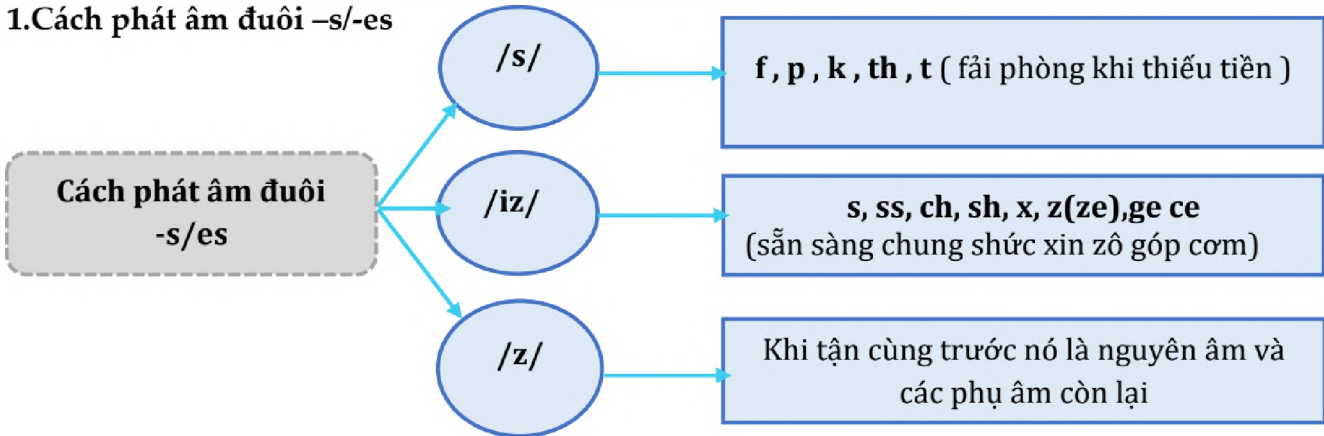 1.Cách phát âm đuôi –s/-es
Cách phát âm đuôi
-s/es
/s/
f , p , k , th , t ( fải phòng khi thiếu tiền )
/iz/
s, ss, ch, sh, x, z(ze),ge ce
(sẵn sàng chung shức xin zô góp cơm)
/z/
Khi tận cùng trước nó là nguyên âm và
các phụ âm còn lại